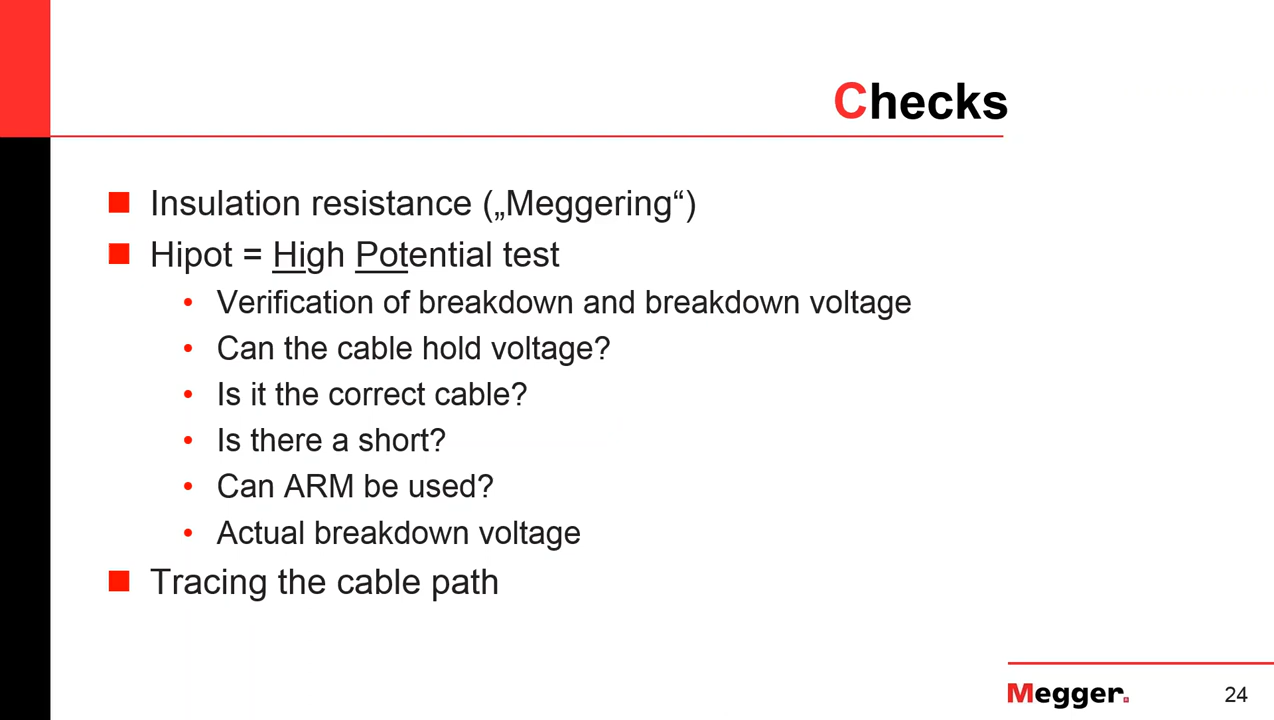 Checks
Insulation resistance („Meggering“)
Hipot = High Potential test
Verification of breakdown and breakdown voltage
Can the cable hold voltage?
Is it the correct cable?
Is there a short?
Can ARM be used?
Actual breakdown voltage
Tracing the cable path
Megger.
24